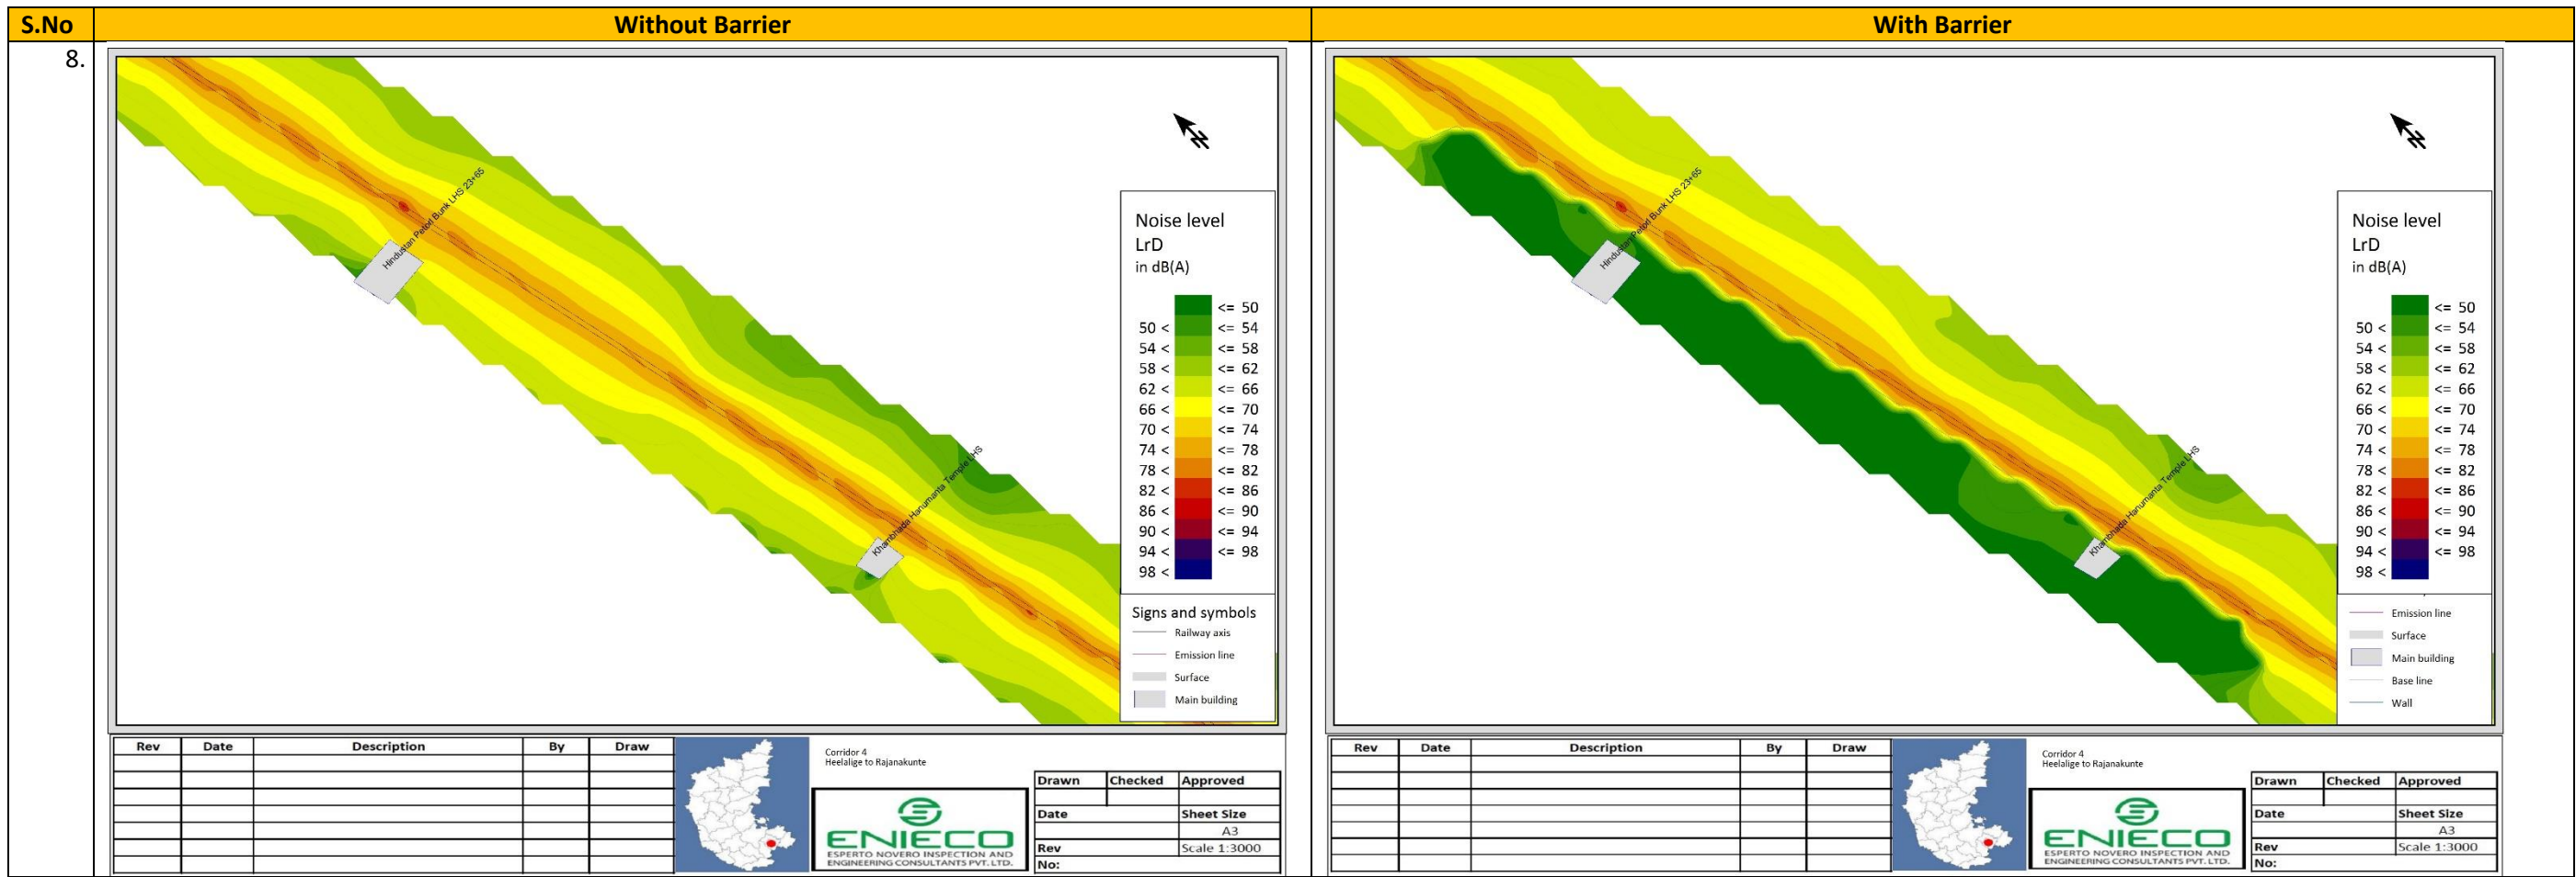 S.No Without Barrier With Barrier
8.
Hindustan Petorl Bunk LHS 23+65
Khambhada Hanumanta Temple LHS
N
Noise level
LrD
in dB(A)
<= 50
50 < <= 54
54 < <= 58
58 < <= 62
62 < <= 66
66 < <= 70
70 < <= 74
74 < <= 78
78 < <= 82
82 < <= 86
86 < <= 90
90 < <= 94
94 < <= 98
98 <
Signs and symbols
Railway axis
Emission line
Surface
Main building
Rev Date Description By Draw
Corridor 4
Heelalige to Rajanakunte
ENIECO
ESPERTO NOVERO INSPECTION AND
ENGINEERING CONSULTANTS PVT. LTD.
Drawn Checked Approved
Date Sheet Size
A3
Rev Scale 1:3000
No:
Hindustan Petorl Bunk LHS 23+65
Khambhada Hanumanta Temple LHS
N
Noise level
LrD
in dB(A)
<= 50
50 < <= 54
54 < <= 58
58 < <= 62
62 < <= 66
66 < <= 70
70 < <= 74
74 < <= 78
78 < <= 82
82 < <= 86
86 < <= 90
90 < <= 94
94 < <= 98
98 <
Emission line
Surface
Main building
Base line
Wall
Rev Date Description By Draw
Corridor 4
Heelalige to Rajanakunte
ENIECO
ESPERTO NOVERO INSPECTION AND
ENGINEERING CONSULTANTS PVT. LTD.
Drawn Checked Approved
Date Sheet Size
A3
Rev Scale 1:3000
No: